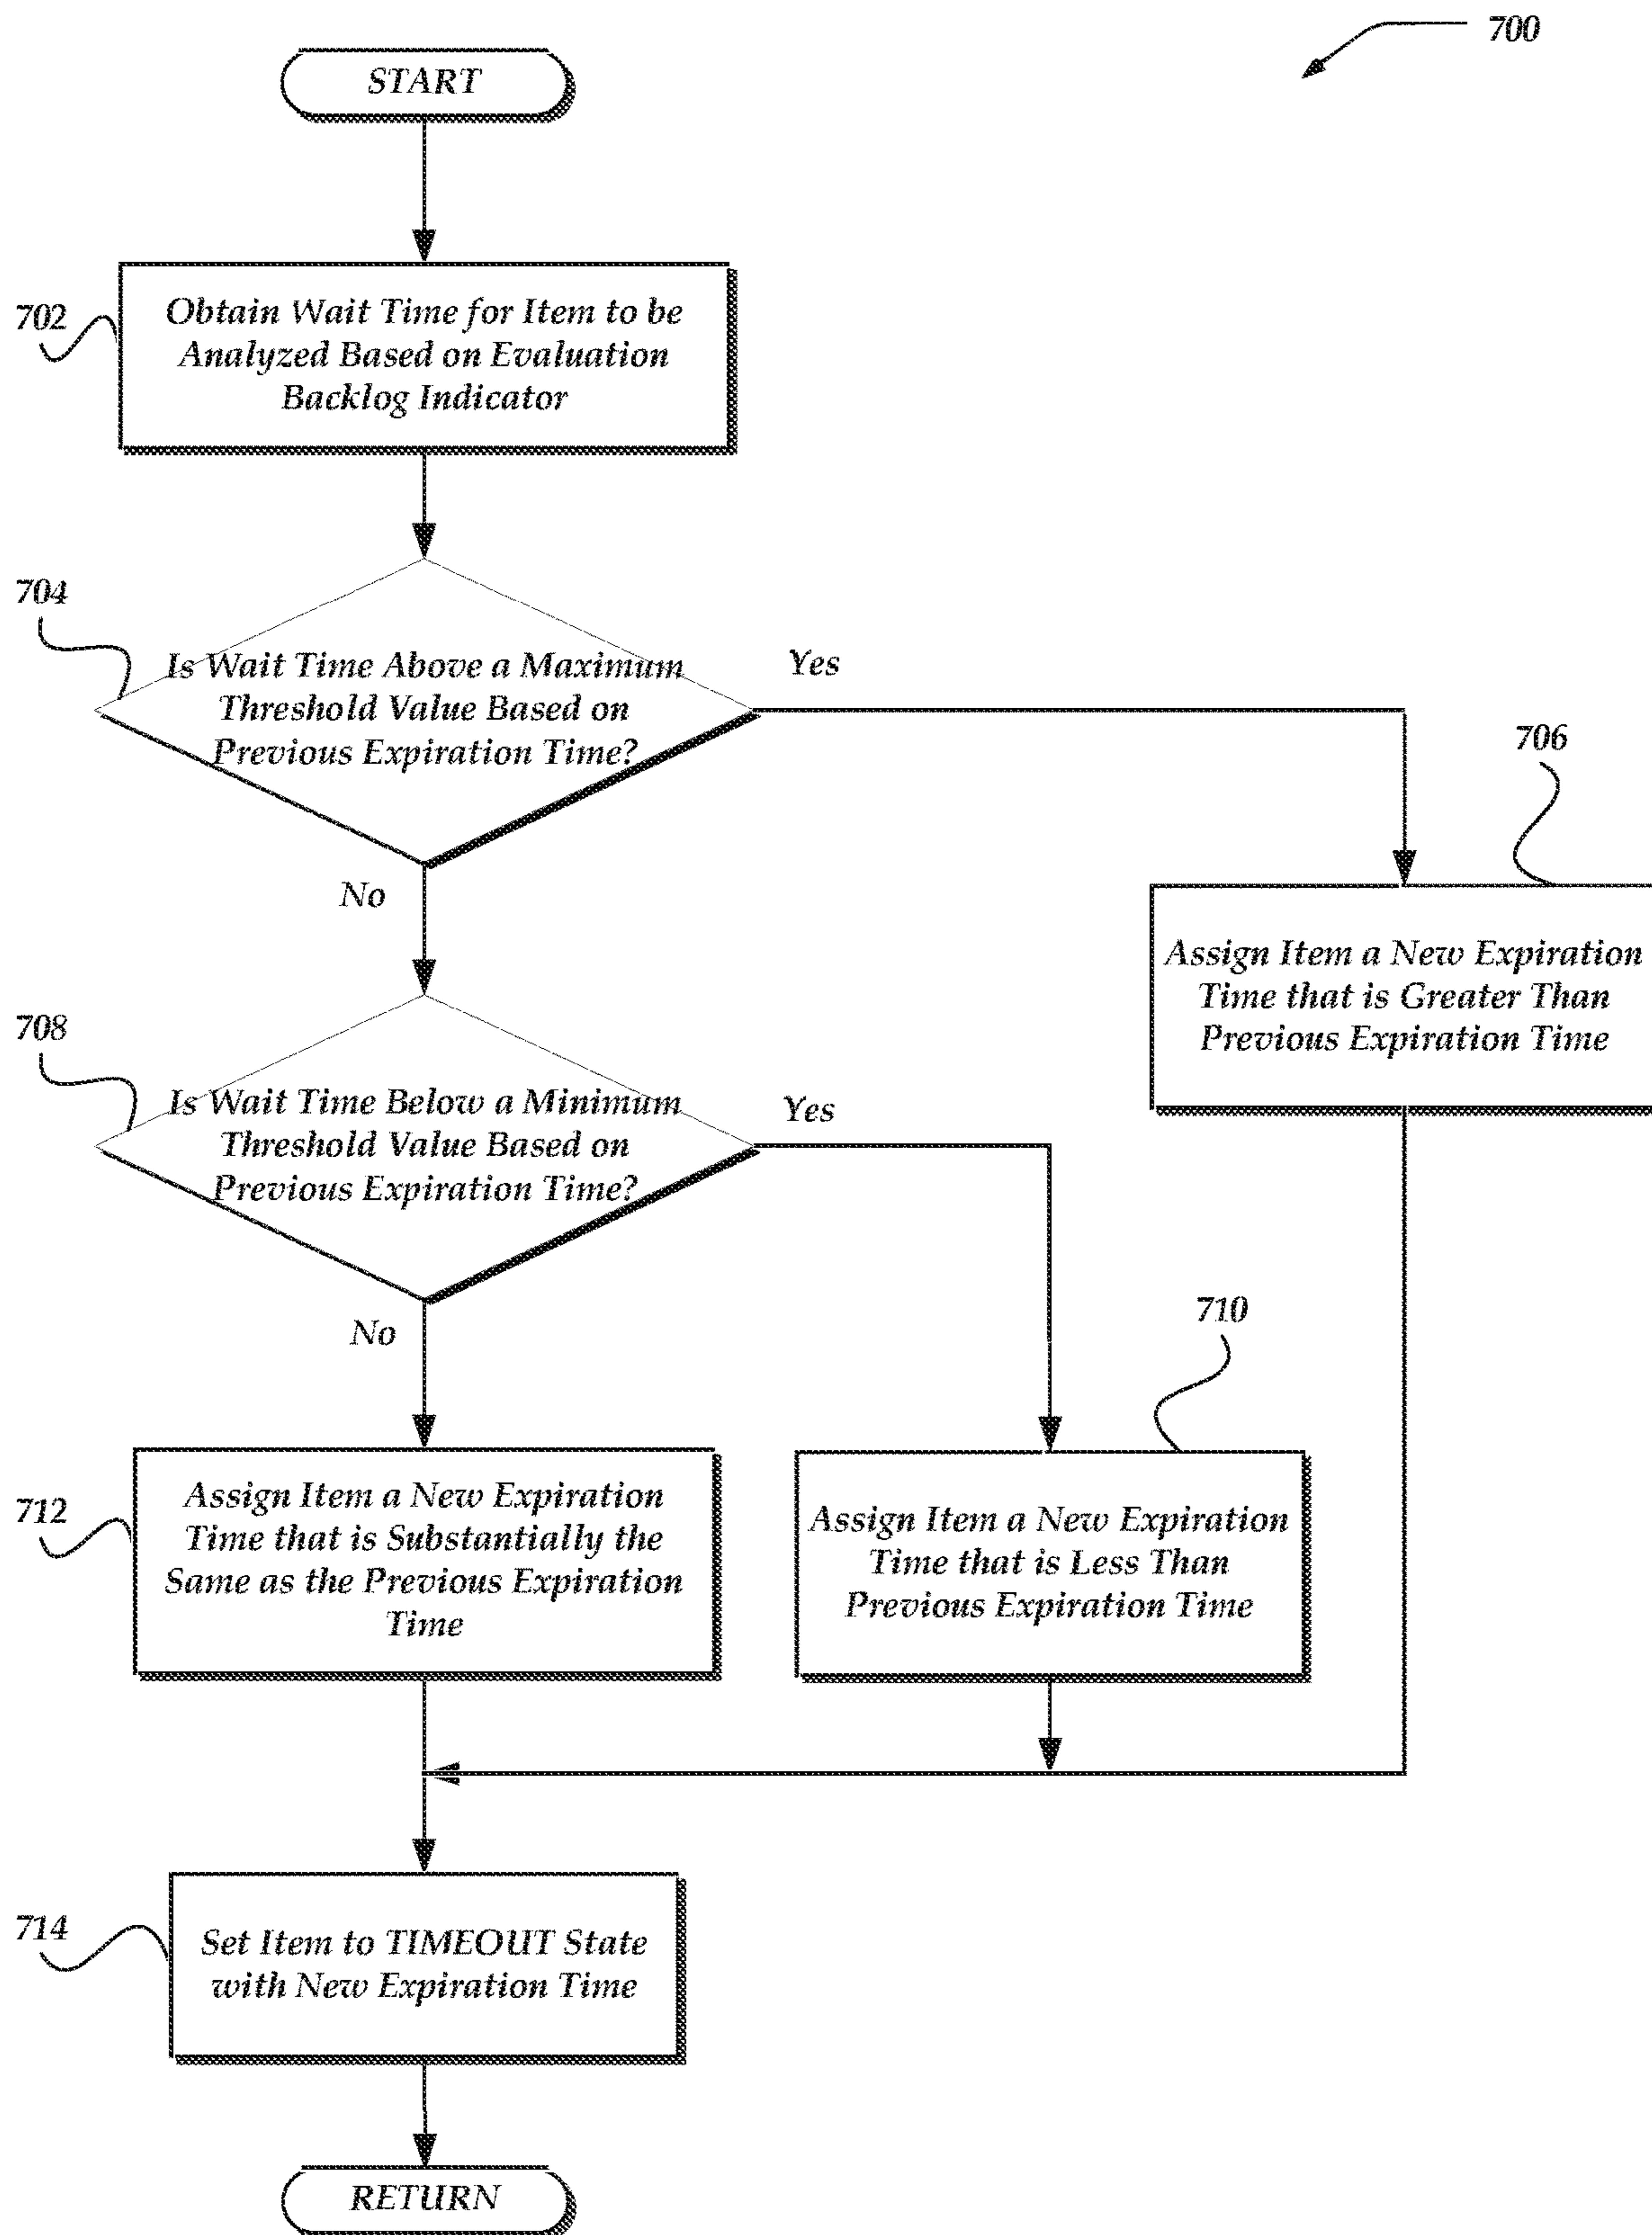 700
START
702
Obtain Wait Time for Item to be
Analyzed Based on Evaluation
Backlog Indicator
704
Is Wait Time Above a Maximum
Threshold Value Based on
Previous Expiration Time?
Yes
No
706
Assign Item a New Expiration
Time that is Greater Than
Previous Expiration Time
708
Is Wait Time Below a Minimum
Threshold Value Based on
Previous Expiration Time?
Yes
No
710
Assign Item a New Expiration
Time that is Less Than
Previous Expiration Time
712
Assign Item a New Expiration
Time that is Substantially the
Same as the Previous Expiration
Time
714
Set Item to TIMEOUT State
with New Expiration Time
RETURN